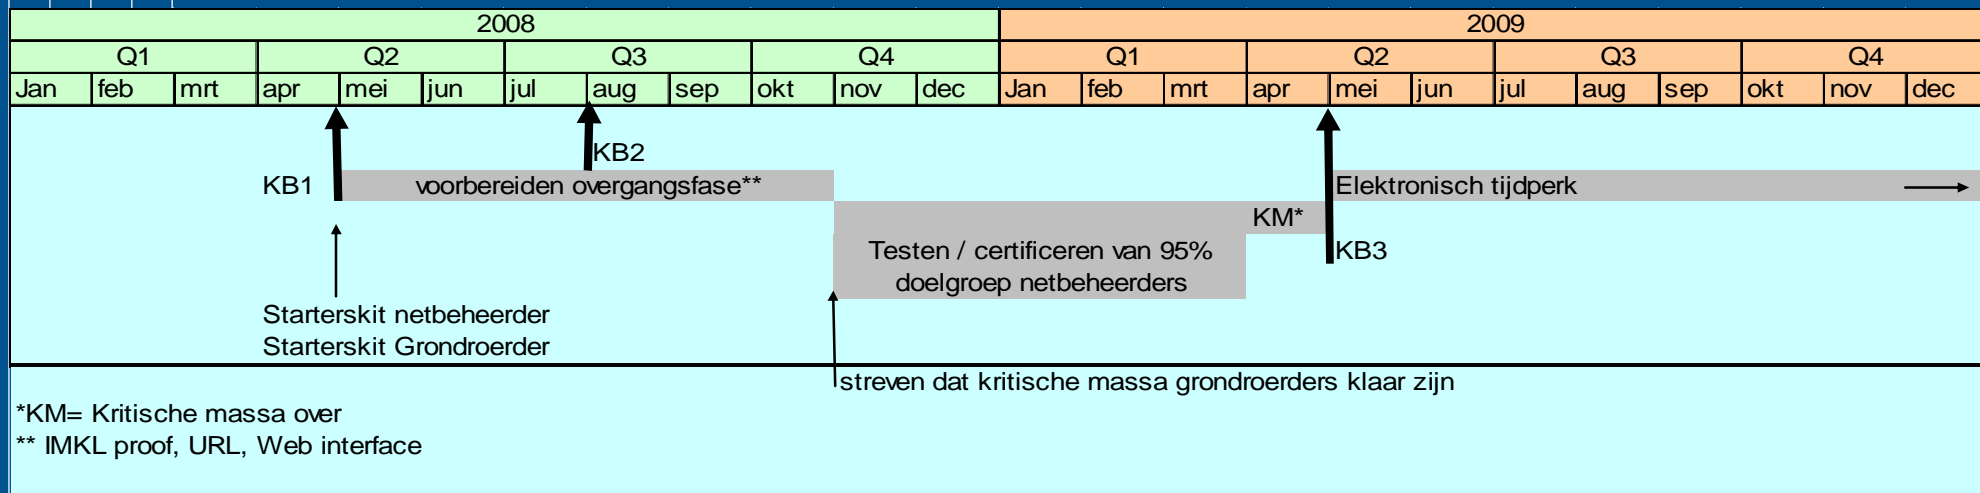 2008 2009
Q1 Q2 Q3 Q4 Q1 Q2 Q3 Q4
Jan feb mrt apr mei jun jul aug sep okt nov dec Jan feb mrt apr mei jun jul aug sep okt nov dec
KB2
KB1 voorbereiden overgangsfase** Elektronisch tijdperk
KM*
Testen / certificeren van 95% KB3
doelgroep netbeheerders
Starterskit netbeheerder
Starterskit Grondroerder
streven dat kritische massa grondroerders klaar zijn
*KM= Kritische massa over
** IMKL proof, URL, Web interface